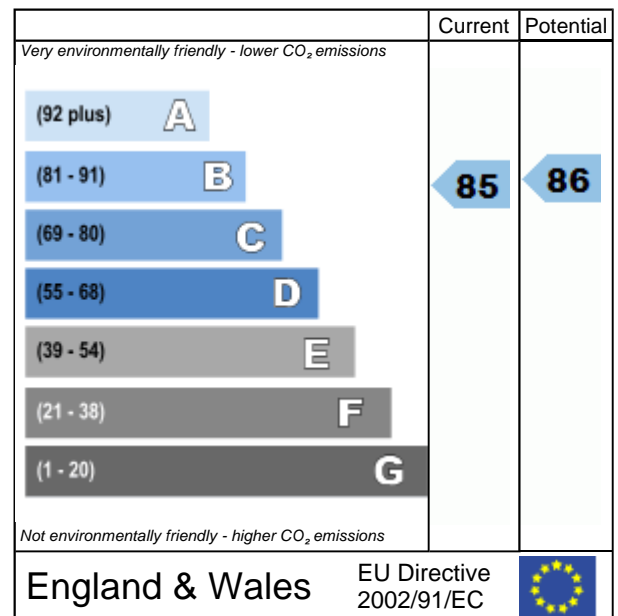 Current Potential
Very environmentally friendly - lower CO₂ emissions
(92 plus) A
(81 - 91) B 85 86
(69 - 80) C
(55 - 68) D
(39 - 54) E
(21 - 38) F
(1 - 20) G
Not environmentally friendly - higher CO₂ emissions
England & Wales
EU Directive
2002/91/EC